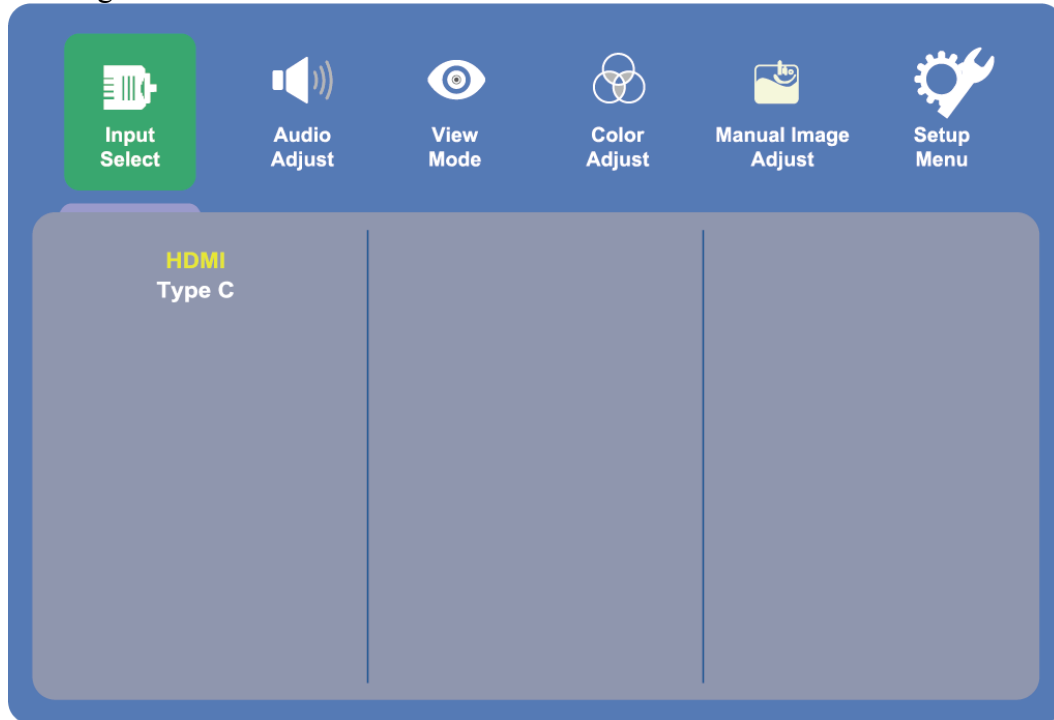 Input
Select
Audio
Adjust
View
Mode
Color
Adjust
Manual Image
Adjust
Setup
Menu
HDMI
Type C